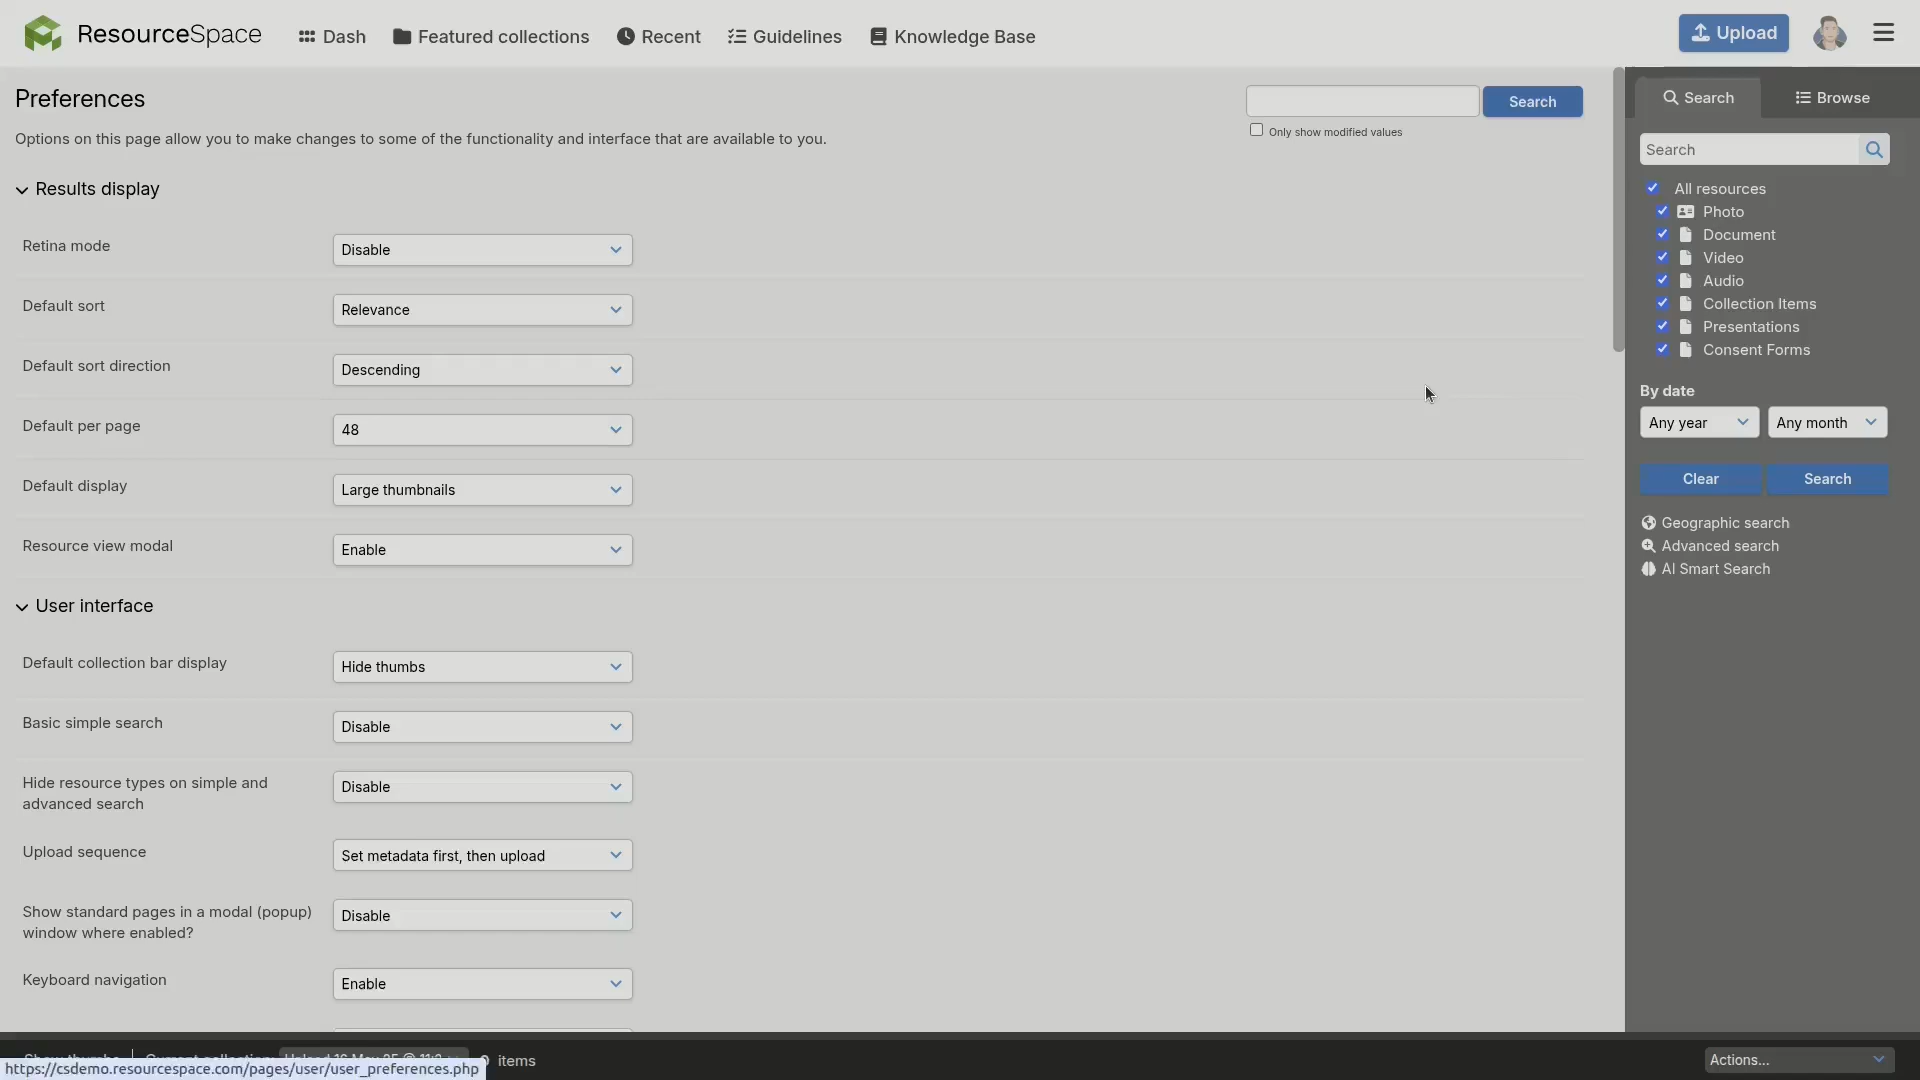 ResourceSpace
Dash
Featured collections
Recent
Guidelines
Knowledge Base
Upload
Preferences
Search
Only show modified values
Options on this page allow you to make changes to some of the functionality and interface that are available to you.
Results display
Retina mode
Disable
Default sort
Relevance
Default sort direction
Descending
Default per page
48
Default display
Large thumbnails
Resource view modal
Enable
User interface
Default collection bar display
Hide thumbs
Basic simple search
Disable
Hide resource types on simple and
advanced search
Disable
Upload sequence
Set metadata first, then upload
Show standard pages in a modal (popup)
window where enabled?
Disable
Keyboard navigation
Enable
Search
Browse
Search
All resources
Photo
Document
Video
Audio
Collection Items
Presentations
Consent Forms
By date
Any year
Any month
Clear
Search
Geographic search
Advanced search
AI Smart Search
items
Actions...
https://csdemo.resourcespace.com/pages/user/user_preferences.php